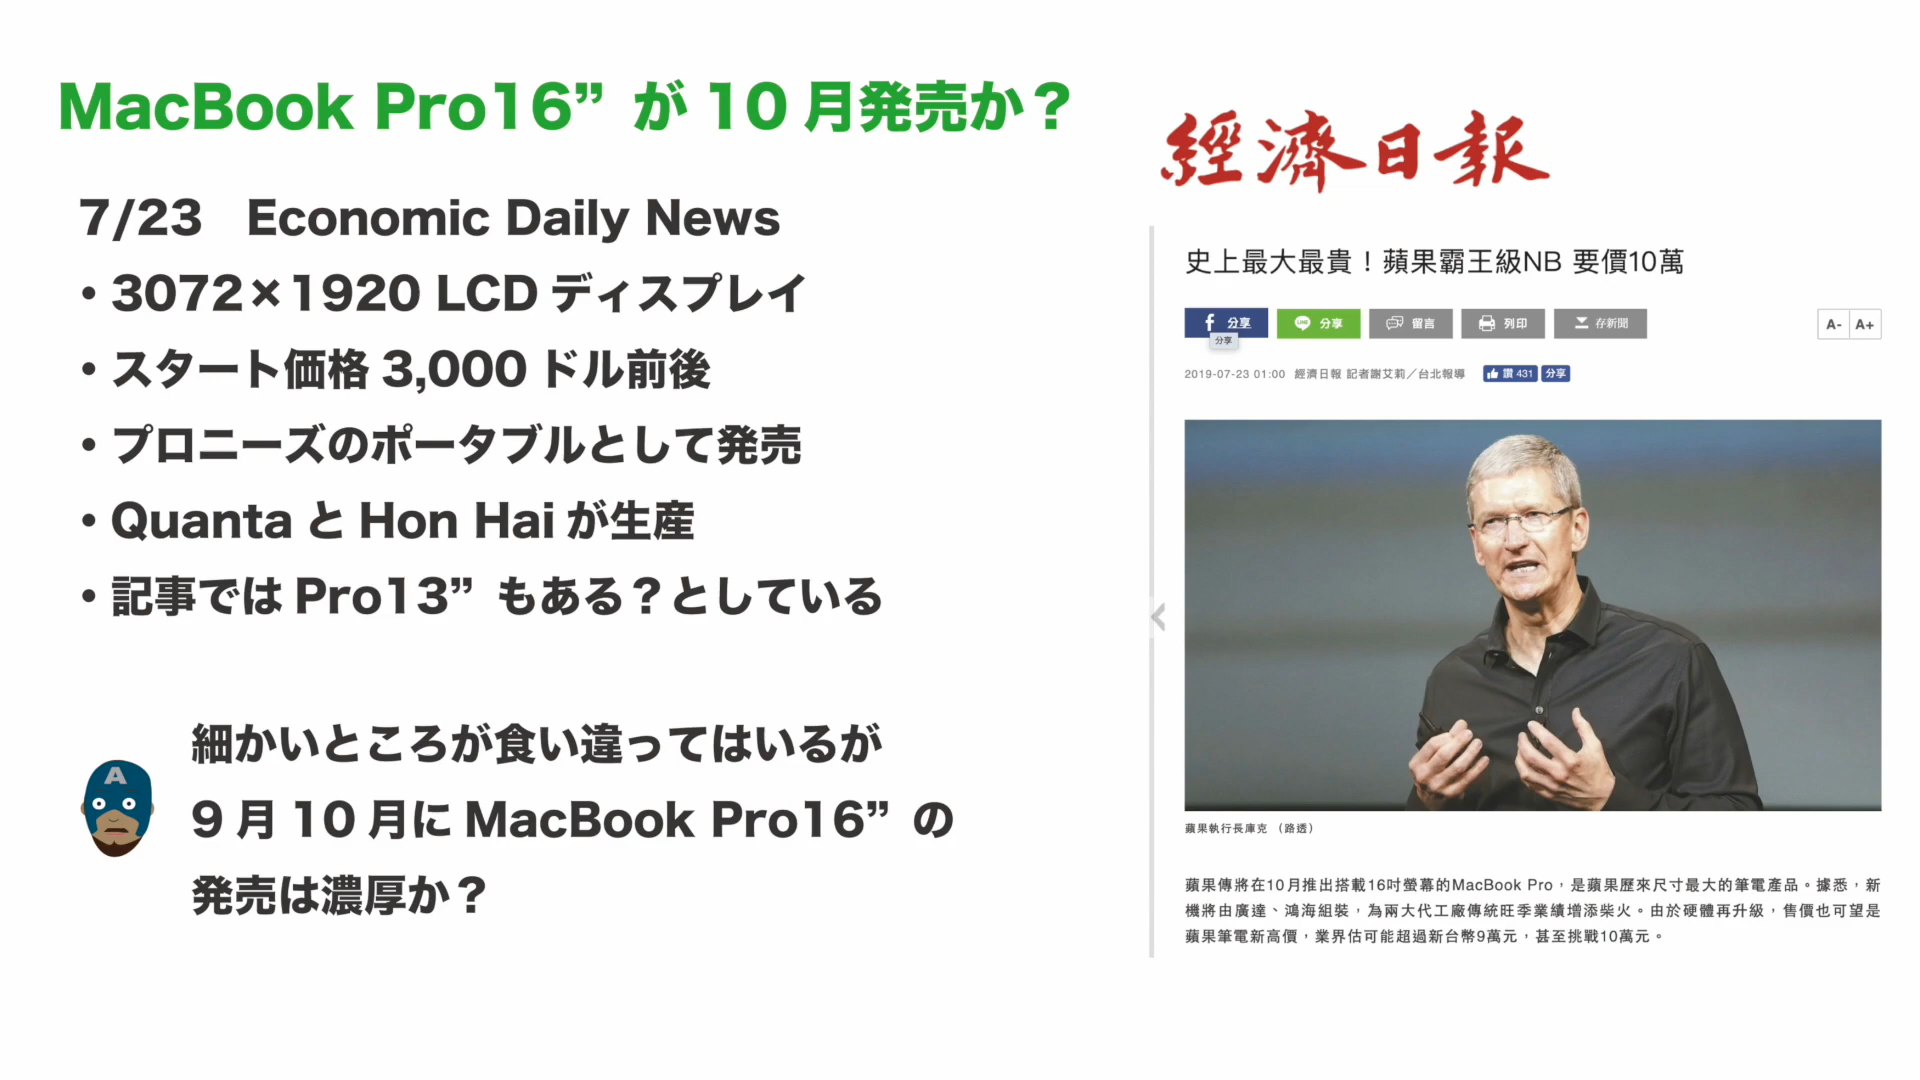 MacBook Pro16” が 10 月発売か？
7/23　Economic Daily News
・3072×1920 LCD ディスプレイ
・スタート価格 3,000 ドル前後
・プロニーズのポータブルとして発売
・Quanta と Hon Hai が生産
・記事では Pro13” もある？としている
A
細かいところが食い違ってはいるが
9 月 10 月に MacBook Pro16” の
発売は濃厚か？
經濟日報
史上最大最貴！蘋果霸王級NB 要價10萬
f 分享 LINE 分享 留言 列印 存新聞 A- A+
分享
2019-07-23 01:00 經濟日報 記者謝艾莉／台北報導 讚 431 分享
蘋果執行長庫克 （路透）
蘋果傳將在10月推出搭載16吋螢幕的MacBook Pro，是蘋果歷來尺寸最大的筆電產品。據悉，新
機將由廣達、鴻海組裝，為兩大代工廠傳統旺季業績增添柴火。由於硬體再升級，售價也可望是
蘋果筆電新高價，業界估可能超過新台幣9萬元，甚至挑戰10萬元。